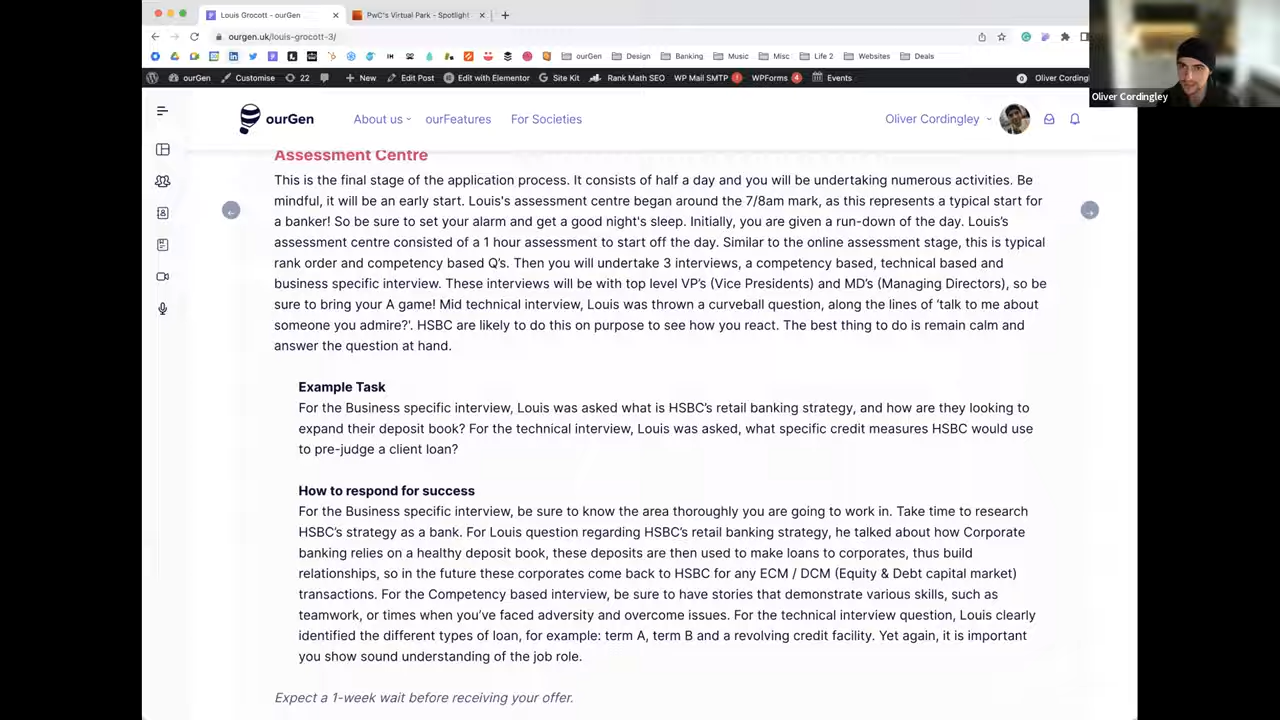 Louis Grocott - ourGen
PwC's Virtual Park - Spotlight
ourgen.uk/louis-grocott-3/
ourGen
Design
Banking
Music
Misc
Life 2
Websites
Deals
ourGen
Customise
22
New
Edit Post
Edit with Elementor
Site Kit
Rank Math SEO
WP Mail SMTP
WPForms 4
Events
0
Oliver Cordingl
Oliver Cordingley
ourGen
About us
ourFeatures
For Societies
Oliver Cordingley
Assessment Centre
This is the final stage of the application process. It consists of half a day and you will be undertaking numerous activities. Be
mindful, it will be an early start. Louis's assessment centre began around the 7/8am mark, as this represents a typical start for
a banker! So be sure to set your alarm and get a good night's sleep. Initially, you are given a run-down of the day. Louis's
assessment centre consisted of a 1 hour assessment to start off the day. Similar to the online assessment stage, this is typical
rank order and competency based Q's. Then you will undertake 3 interviews, a competency based, technical based and
business specific interview. These interviews will be with top level VP's (Vice Presidents) and MD's (Managing Directors), so be
sure to bring your A game! Mid technical interview, Louis was thrown a curveball question, along the lines of 'talk to me about
someone you admire?'. HSBC are likely to do this on purpose to see how you react. The best thing to do is remain calm and
answer the question at hand.
Example Task
For the Business specific interview, Louis was asked what is HSBC's retail banking strategy, and how are they looking to
expand their deposit book? For the technical interview, Louis was asked, what specific credit measures HSBC would use
to pre-judge a client loan?
How to respond for success
For the Business specific interview, be sure to know the area thoroughly you are going to work in. Take time to research
HSBC's strategy as a bank. For Louis question regarding HSBC's retail banking strategy, he talked about how Corporate
banking relies on a healthy deposit book, these deposits are then used to make loans to corporates, thus build
relationships, so in the future these corporates come back to HSBC for any ECM / DCM (Equity & Debt capital market)
transactions. For the Competency based interview, be sure to have stories that demonstrate various skills, such as
teamwork, or times when you've faced adversity and overcome issues. For the technical interview question, Louis clearly
identified the different types of loan, for example: term A, term B and a revolving credit facility. Yet again, it is important
you show sound understanding of the job role.
Expect a 1-week wait before receiving your offer.